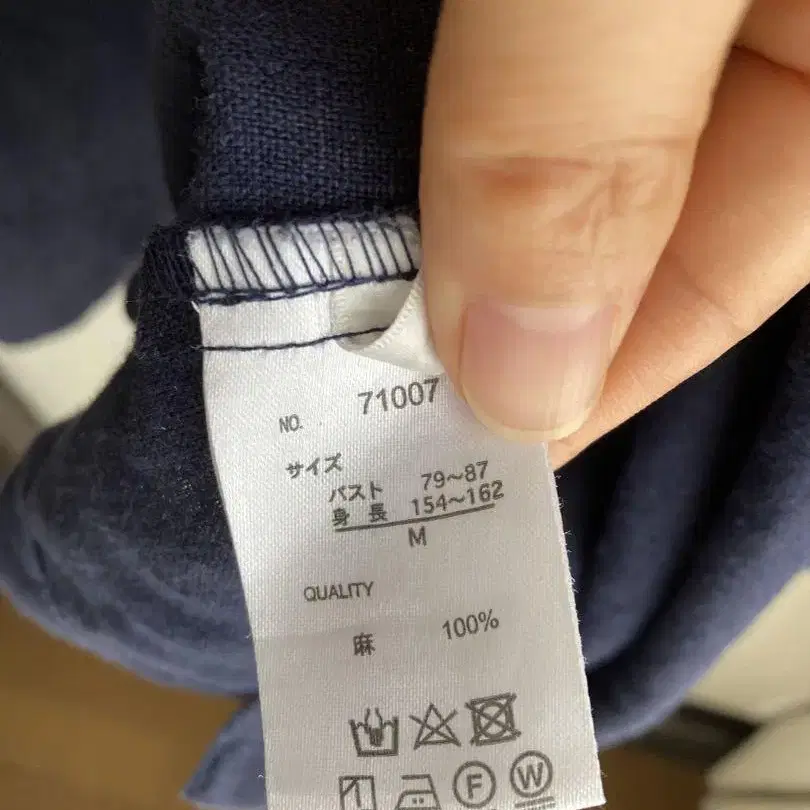 NO. 71007
サイズ
バスト 79～87
身長 154～162
M
QUALITY
麻 100%
F W